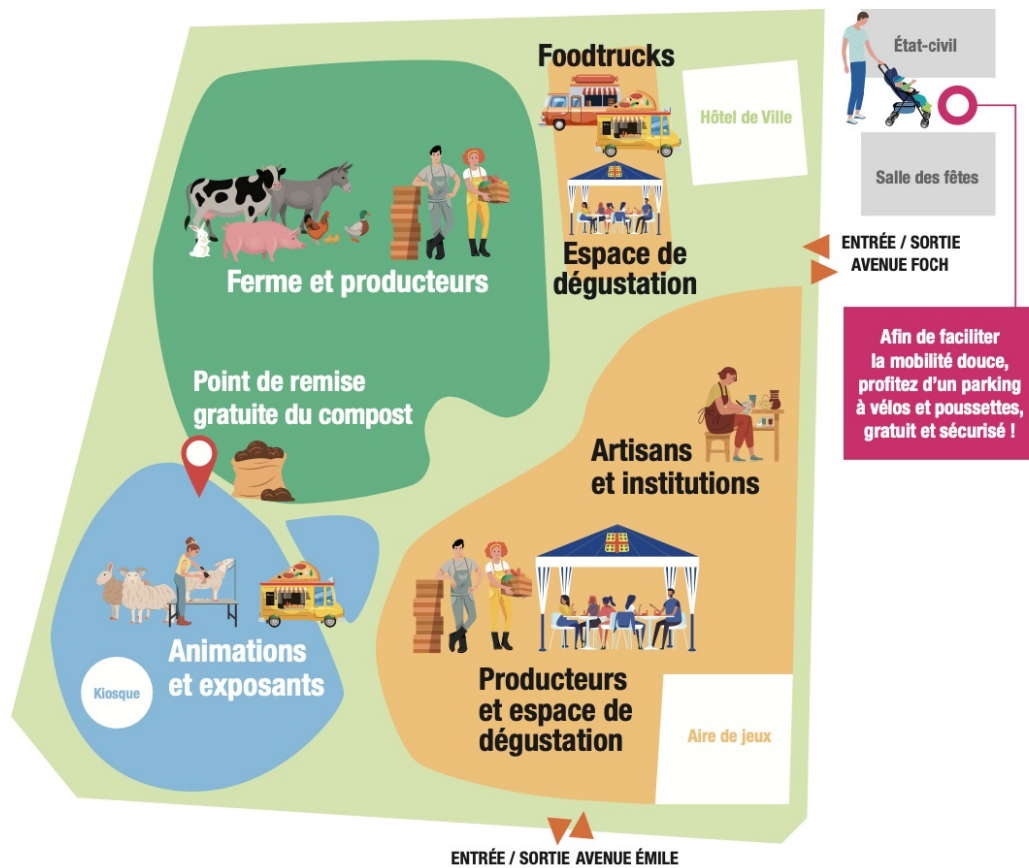 Foodtrucks
Hôtel de Ville
État-civil
Salle des fêtes
ENTRÉE / SORTIE
AVENUE FOCH
Ferme et producteurs
Espace de
dégustation
Afin de faciliter
la mobilité douce,
profitez d'un parking
à vélos et poussettes,
gratuit et sécurisé !
Point de remise
gratuite du compost
Artisans
et institutions
Animations
et exposants
Kiosque
Producteurs
et espace de
dégustation
Aire de jeux
ENTRÉE / SORTIE AVENUE ÉMILE